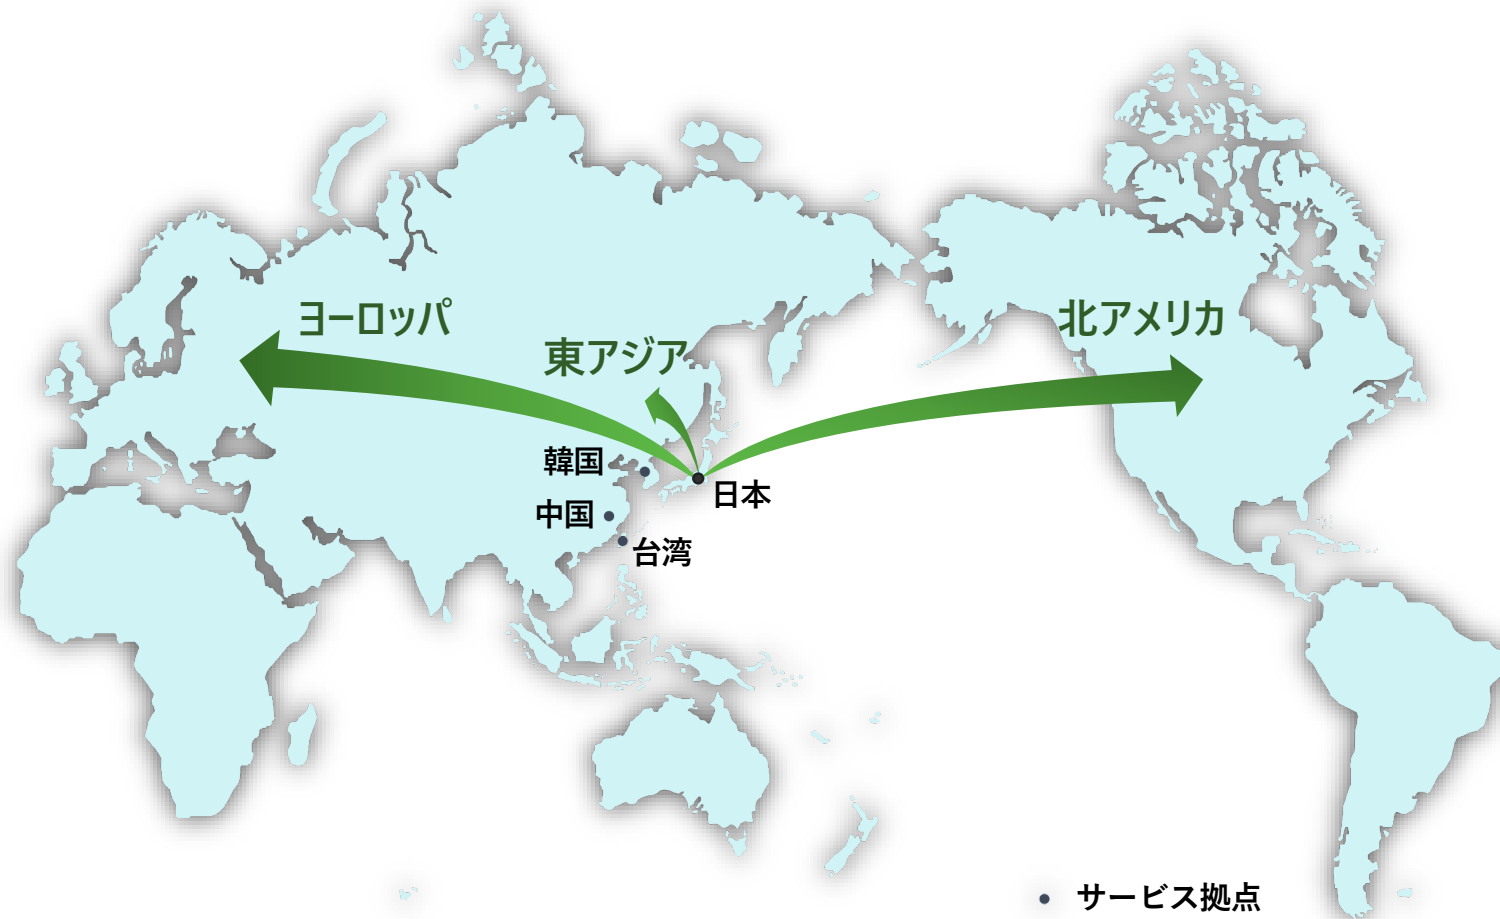 ヨーロッパ
東アジア
北アメリカ
韓国
日本
中国
台湾
サービス拠点